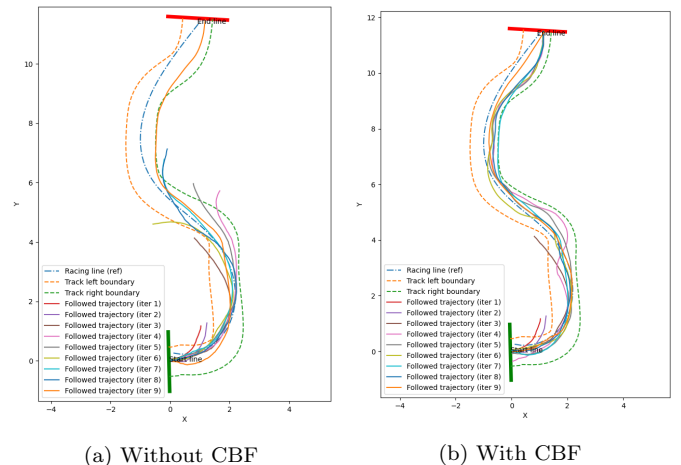 End line
Start line
Racing line (ref)
Track left boundary
Track right boundary
Followed trajectory (iter 1)
Followed trajectory (iter 2)
Followed trajectory (iter 3)
Followed trajectory (iter 4)
Followed trajectory (iter 5)
Followed trajectory (iter 6)
Followed trajectory (iter 7)
Followed trajectory (iter 8)
Followed trajectory (iter 9)
Y
10
8
6
4
2
0
−4
−2
0
2
4
X
(a) Without CBF
End line
Start line
Racing line (ref)
Track left boundary
Track right boundary
Followed trajectory (iter 1)
Followed trajectory (iter 2)
Followed trajectory (iter 3)
Followed trajectory (iter 4)
Followed trajectory (iter 5)
Followed trajectory (iter 6)
Followed trajectory (iter 7)
Followed trajectory (iter 8)
Followed trajectory (iter 9)
Y
12
10
8
6
4
2
0
−4
−2
0
2
4
X
(b) With CBF